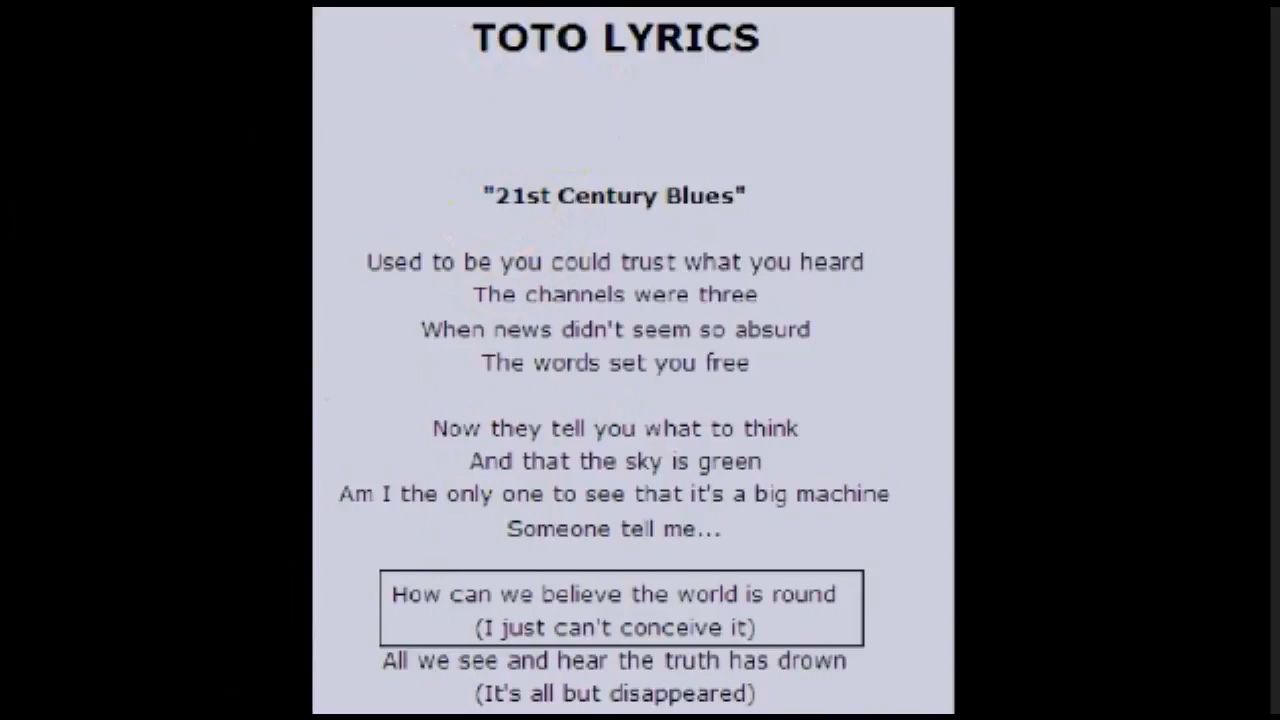 TOTO LYRICS
"21st Century Blues"
Used to be you could trust what you heard
The channels were three
When news didn't seem so absurd
The words set you free
Now they tell you what to think
And that the sky is green
Am I the only one to see that it's a big machine
Someone tell me...
How can we believe the world is round
(I just can't conceive it)
All we see and hear the truth has drown
(It's all but disappeared)